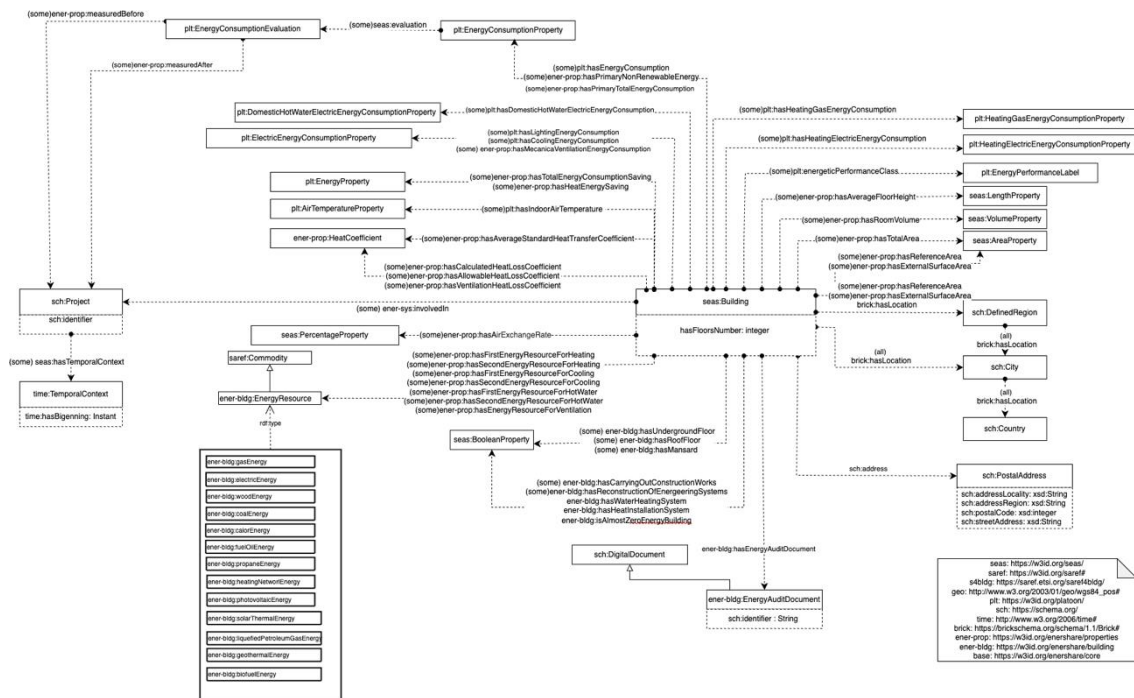 (some)ener-prop:measuredBefore
plt:EnergyConsumptionEvaluation
(some)seas:evaluation
plt:EnergyConsumptionProperty
(some)ener-prop:measuredAfter
(some)plt:hasEnergyConsumption
(some)ener-prop:hasPrimaryNonRenewableEnergy
(some)ener-prop:hasPrimaryTotalEnergyConsumption
plt:DomesticHotWaterElectricEnergyConsumptionProperty
(some)plt:hasDomesticHotWaterElectricEnergyConsumption
(some)plt:hasHeatingGasEnergyConsumption
plt:HeatingGasEnergyConsumptionProperty
plt:ElectricEnergyConsumptionProperty
(some)plt:hasLightingEnergyConsumption
(some)plt:hasCoolingEnergyConsumption
(some) ener-prop:hasMecanicaVentilationEnergyConsumption
(some)plt:hasHeatingElectricEnergyConsumption
plt:HeatingElectricEnergyConsumptionProperty
plt:EnergyProperty
(some)ener-prop:hasTotalEnergyConsumptionSaving
(some)ener-prop:hasHeatEnergySaving
(some)plt:energeticPerformanceClass
plt:EnergyPerformanceLabel
plt:AirTemperatureProperty
(some)plt:hasIndoorAirTemperature
(some)ener-prop:hasAverageFloorHeight
seas:LengthProperty
(some)ener-prop:hasRoomVolume
seas:VolumeProperty
ener-prop:HeatCoefficient
(some)ener-prop:hasAverageStandardHeatTransferCoefficient
(some)ener-prop:hasTotalArea
seas:AreaProperty
(some)ener-prop:hasReferenceArea
(some)ener-prop:hasExternalSurfaceArea
(some)ener-prop:hasCalculatedHeatLossCoefficient
(some)ener-prop:hasAllowableHeatLossCoefficient
(some)ener-prop:hasVentilationHeatLossCoefficient
(some)ener-prop:hasReferenceArea
(some)ener-prop:hasExternalSurfaceArea
brick:hasLocation
sch:Project
sch:identifier
(some) ener-sys:involvedIn
seas:Building
hasFloorsNumber: integer
sch:DefinedRegion
seas:PercentageProperty
(some)ener-prop:hasAirExchangeRate
(all)
brick:hasLocation
(some) seas:hasTemporalContext
saref:Commodity
(some)ener-prop:hasFirstEnergyResourceForHeating
(some)ener-prop:hasSecondEnergyResourceForHeating
(some)ener-prop:hasFirstEnergyResourceForCooling
(some)ener-prop:hasSecondEnergyResourceForCooling
(some)ener-prop:hasFirstEnergyResourceForHotWater
(some)ener-prop:hasSecondEnergyResourceForHotWater
(some)ener-prop:hasEnergyResourceForVentilation
(all)
brick:hasLocation
sch:City
time:TemporalContext
time:hasBigenning: Instant
ener-bldg:EnergyResource
(all)
brick:hasLocation
sch:Country
rdf:type
seas:BooleanProperty
(some) ener-bldg:hasUndergroundFloor
(some) ener-bldg:hasRoofFloor
(some) ener-bldg:hasMansard
ener-bldg:gasEnergy
ener-bldg:electricEnergy
ener-bldg:woodEnergy
ener-bldg:coalEnergy
ener-bldg:calorEnergy
ener-bldg:fuelOilEnergy
ener-bldg:propaneEnergy
ener-bldg:heatingNetworlEnergy
ener-bldg:photovoltaicEnergy
ener-bldg:solarThermalEnergy
ener-bldg:liquefiedPetroleumGasEnergy
ener-bldg:geothermalEnergy
ener-bldg:biofuelEnergy
(some) ener-bldg:hasCarryingOutConstructionWorks
(some)ener-bldg:hasReconstructionOfEnergeeringSystems
ener-bldg:hasWaterHeatingSystem
ener-bldg:hasHeatInstallationSystem
ener-bldg:isAlmostZeroEnergyBuilding
sch:address
sch:PostalAddress
sch:addressLocality: xsd:String
sch:addressRegion: xsd:String
sch:postalCode: xsd:integer
sch:streetAddress: xsd:String
sch:DigitalDocument
ener-bldg:hasEnergyAuditDocument
ener-bldg:EnergyAuditDocument
sch:identifier : String
seas: https://w3id.org/seas/
saref: https://w3id.org/saref#
s4bldg: https://saref.etsi.org/saref4bldg/
geo: http://www.w3.org/2003/01/geo/wgs84_pos#
plt: https://w3id.org/platoon/
sch: https://schema.org/
time: http://www.w3.org/2006/time#
brick: https://brickschema.org/schema/1.1/Brick#
ener-prop: https://w3id.org/enershare/properties
ener-bldg: https://w3id.org/enershare/building
base: https://w3id.org/enershare/core